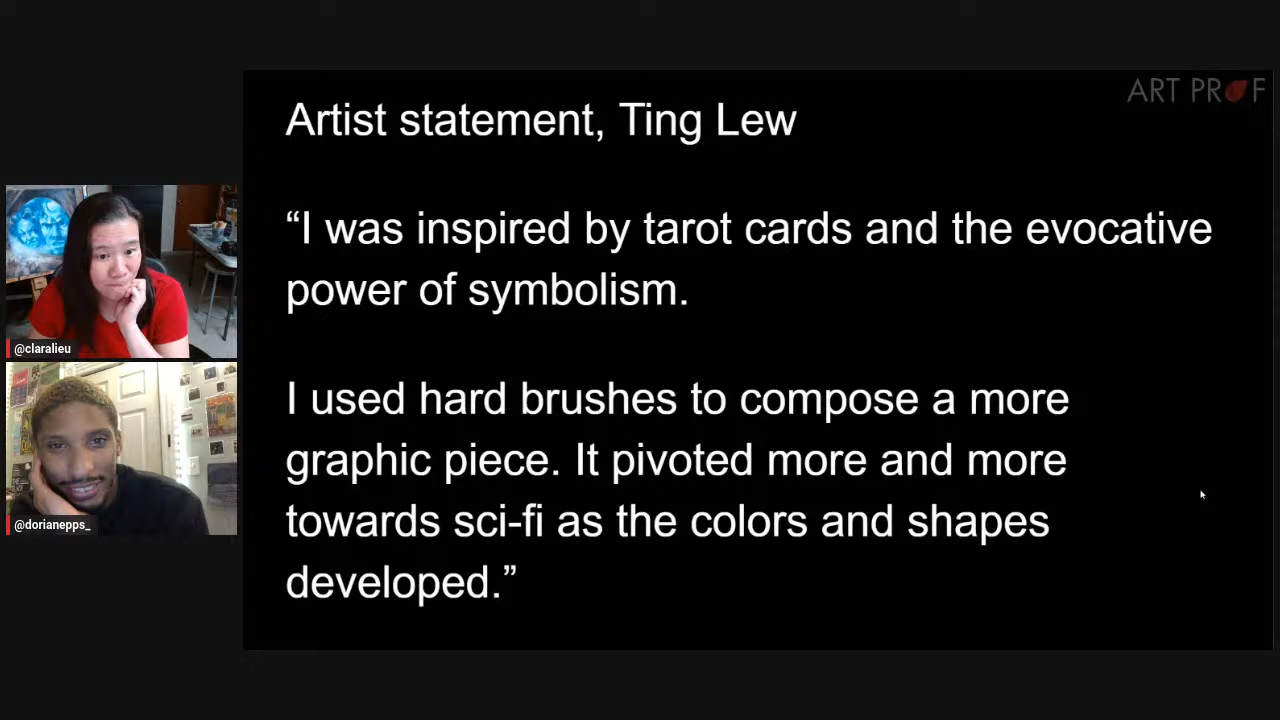 ART PROF
Artist statement, Ting Lew
“I was inspired by tarot cards and the evocative
power of symbolism.
I used hard brushes to compose a more
graphic piece. It pivoted more and more
towards sci-fi as the colors and shapes
developed.”
@claralieu
@dorianepps_